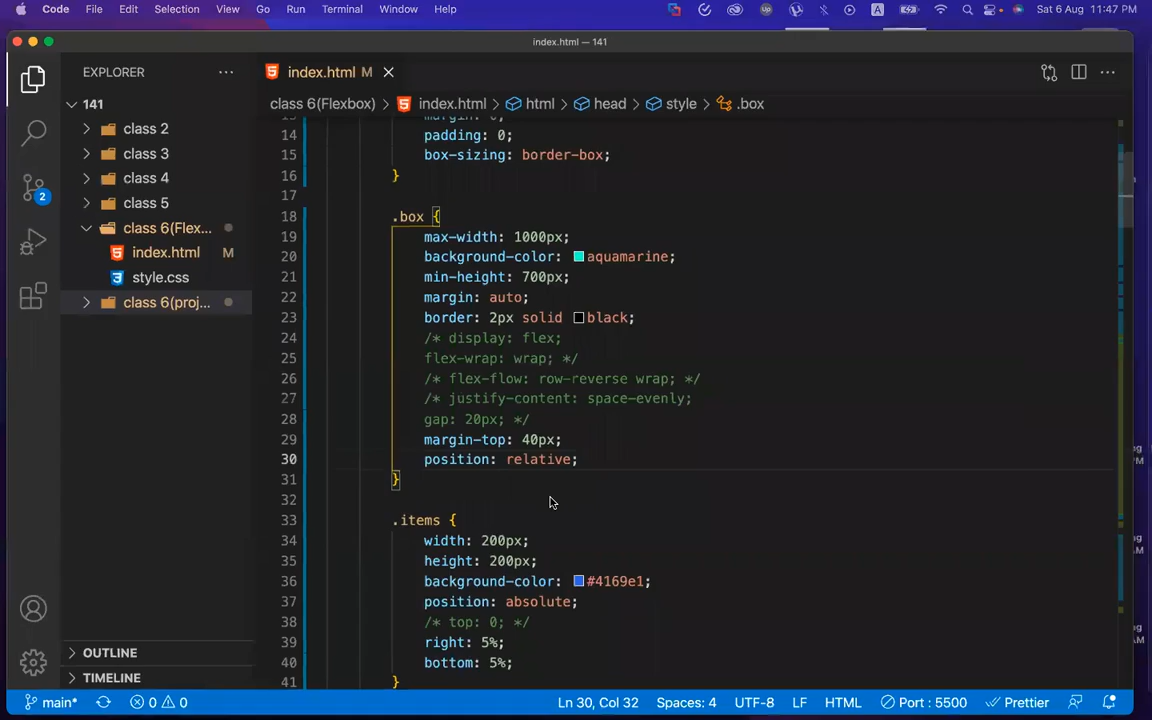 Code File Edit Selection View Go Run Terminal Window Help Sat 6 Aug 11:47 PM
index.html — 141
EXPLORER
index.html M
141
class 6(Flexbox) > index.html > html > head > style > .box
class 2
class 3
class 4
class 5
class 6(Flex...
index.html M
style.css
class 6(proj...
OUTLINE
TIMELINE
2
14 padding: 0;
15 box-sizing: border-box;
16 }
17
18 .box {
19 max-width: 1000px;
20 background-color: aquamarine;
21 min-height: 700px;
22 margin: auto;
23 border: 2px solid black;
24 /* display: flex;
25 flex-wrap: wrap; */
26 /* flex-flow: row-reverse wrap; */
27 /* justify-content: space-evenly;
28 gap: 20px; */
29 margin-top: 40px;
30 position: relative;
31 }
32
33 .items {
34 width: 200px;
35 height: 200px;
36 background-color: #4169e1;
37 position: absolute;
38 /* top: 0; */
39 right: 5%;
40 bottom: 5%;
41 }
main* 0 0 Ln 30, Col 32 Spaces: 4 UTF-8 LF HTML Port : 5500 Prettier